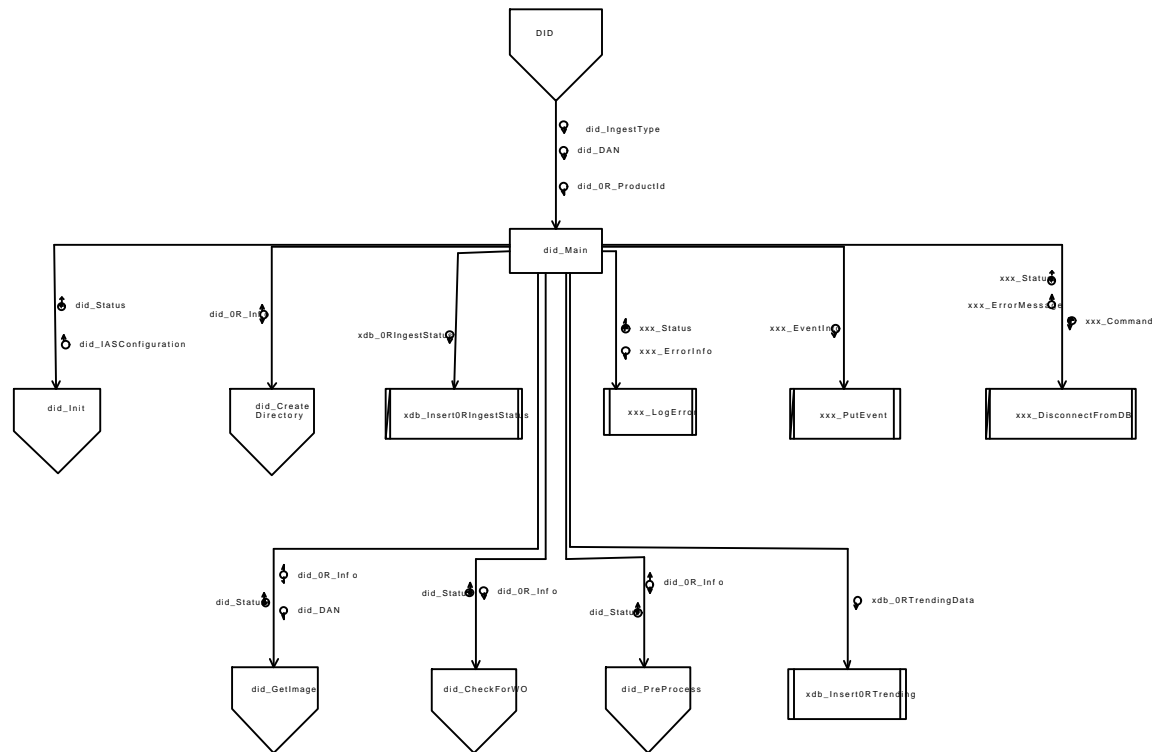 DID
did_IngestType
did_DAN
did_0R_ProductId
did_Main
did_Status
did_IASConfiguration
did_0R_Info
xdb_0RIngestStatus
xxx_Status
xxx_ErrorInfo
xxx_EventInfo
xxx_Status
xxx_ErrorMessage
xxx_Command
did_Init
did_Create
Directory
xdb_Insert0RIngestStatus
xxx_LogError
xxx_PutEvent
xxx_DisconnectFromDB
did_0R_Info
did_Status
did_DAN
did_Status
did_0R_Info
did_0R_Info
did_Status
xdb_0RTrendingData
did_GetImage
did_CheckForWO
did_PreProcess
xdb_Insert0RTrending